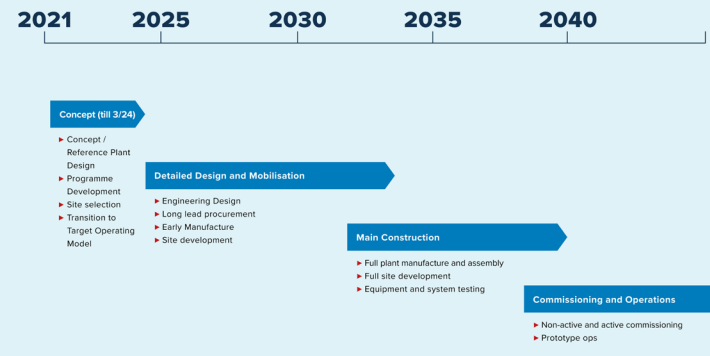 2021 2025 2030 2035 2040
Concept (till 3/24)
Concept /
Reference Plant
Design
Programme
Development
Site selection
Transition to
Target Operating
Model
Detailed Design and Mobilisation
Engineering Design
Long lead procurement
Early Manufacture
Site development
Main Construction
Full plant manufacture and assembly
Full site development
Equipment and system testing
Commissioning and Operations
Non-active and active commissioning
Prototype ops